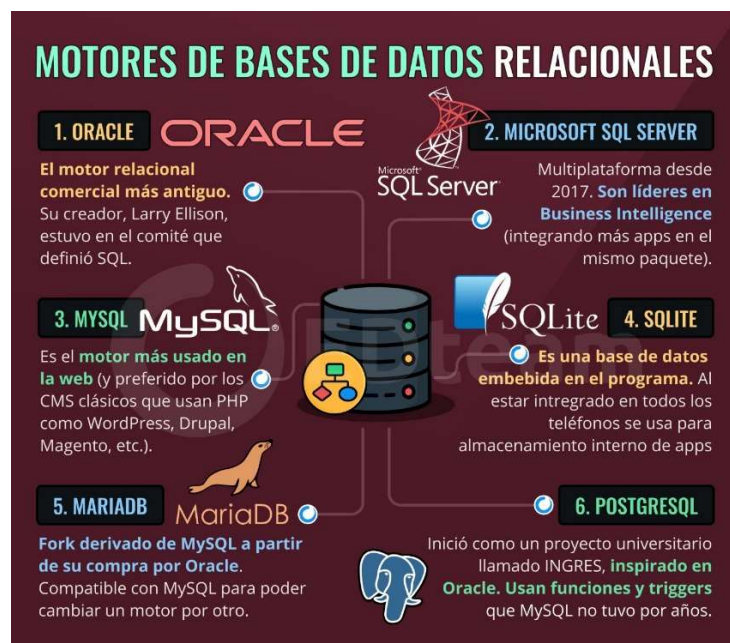 MOTORES DE BASES DE DATOS RELACIONALES
1. ORACLE
ORACLE
El motor relacional
comercial más antiguo.
Su creador, Larry Ellison,
estuvo en el comité que
definió SQL.
Microsoft®
SQL Server
2. MICROSOFT SQL SERVER
Multiplataforma desde
2017. Son líderes en
Business Intelligence
(integrando más apps en el
mismo paquete).
3. MYSQL
MySQL®
Es el motor más usado en
la web (y preferido por los
CMS clásicos que usan PHP
como WordPress, Drupal,
Magento, etc.).
SQLite
4. SQLITE
Es una base de datos
embebida en el programa. Al
estar intregrado en todos los
teléfonos se usa para
almacenamiento interno de apps
EDteam
5. MARIADB
MariaDB
Fork derivado de MySQL a partir
de su compra por Oracle.
Compatible con MySQL para poder
cambiar un motor por otro.
6. POSTGRESQL
Inició como un proyecto universitario
llamado INGRES, inspirado en
Oracle. Usan funciones y triggers
que MySQL no tuvo por años.